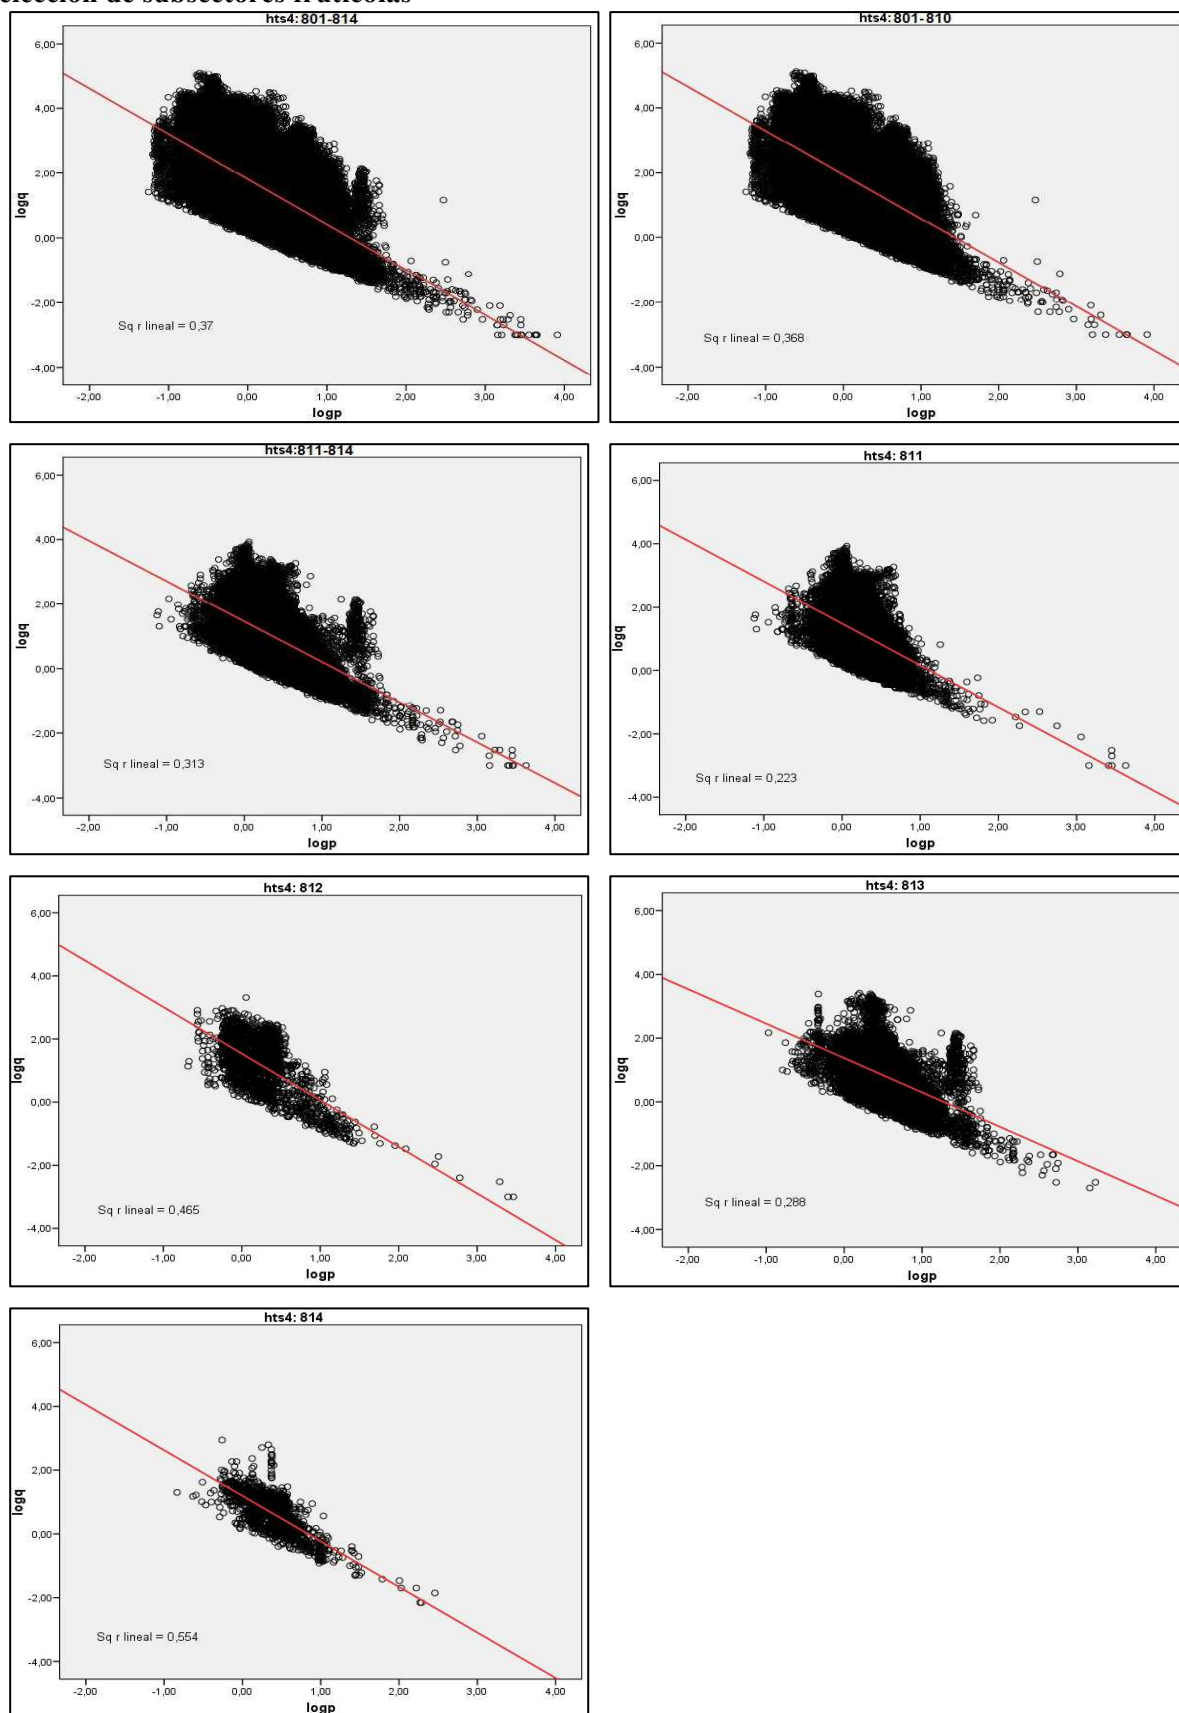 elección de subsectores frutícolas
hts4: 801-814
6,00
4,00
2,00
0,00
-2,00
-4,00
logq
Sq r lineal = 0,37
-2,00 -1,00 0,00 1,00 2,00 3,00 4,00
logp
hts4: 801-810
6,00
4,00
2,00
0,00
-2,00
-4,00
logq
Sq r lineal = 0,368
-2,00 -1,00 0,00 1,00 2,00 3,00 4,00
logp
hts4:811-814
6,00
4,00
2,00
0,00
-2,00
-4,00
logq
Sq r lineal = 0,313
-2,00 -1,00 0,00 1,00 2,00 3,00 4,00
logp
hts4: 811
6,00
4,00
2,00
0,00
-2,00
-4,00
logq
Sq r lineal = 0,223
-2,00 -1,00 0,00 1,00 2,00 3,00 4,00
logp
hts4: 812
6,00
4,00
2,00
0,00
-2,00
-4,00
logq
Sq r lineal = 0,465
-2,00 -1,00 0,00 1,00 2,00 3,00 4,00
logp
hts4: 813
6,00
4,00
2,00
0,00
-2,00
-4,00
logq
Sq r lineal = 0,288
-2,00 -1,00 0,00 1,00 2,00 3,00 4,00
logp
hts4: 814
6,00
4,00
2,00
0,00
-2,00
-4,00
logq
Sq r lineal = 0,554
-2,00 -1,00 0,00 1,00 2,00 3,00 4,00
logp